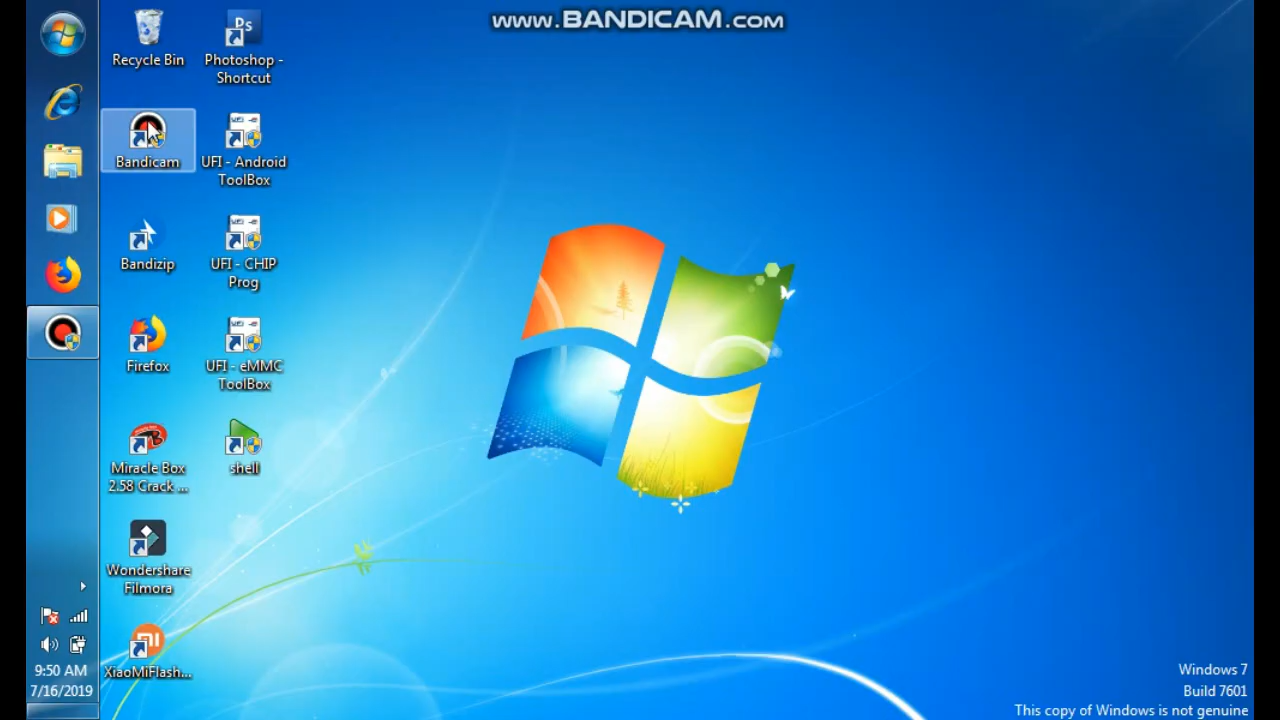 www.BANDICAM.com
Recycle Bin
Photoshop -
Shortcut
Ps
Bandicam
UFI - Android
ToolBox
Bandizip
UFI - CHIP
Prog
Firefox
UFI - eMMC
ToolBox
Miracle Box
2.58 Crack ...
shell
Wondershare
Filmora
XiaoMiFlash...
9:50 AM
7/16/2019
Windows 7
Build 7601
This copy of Windows is not genuine